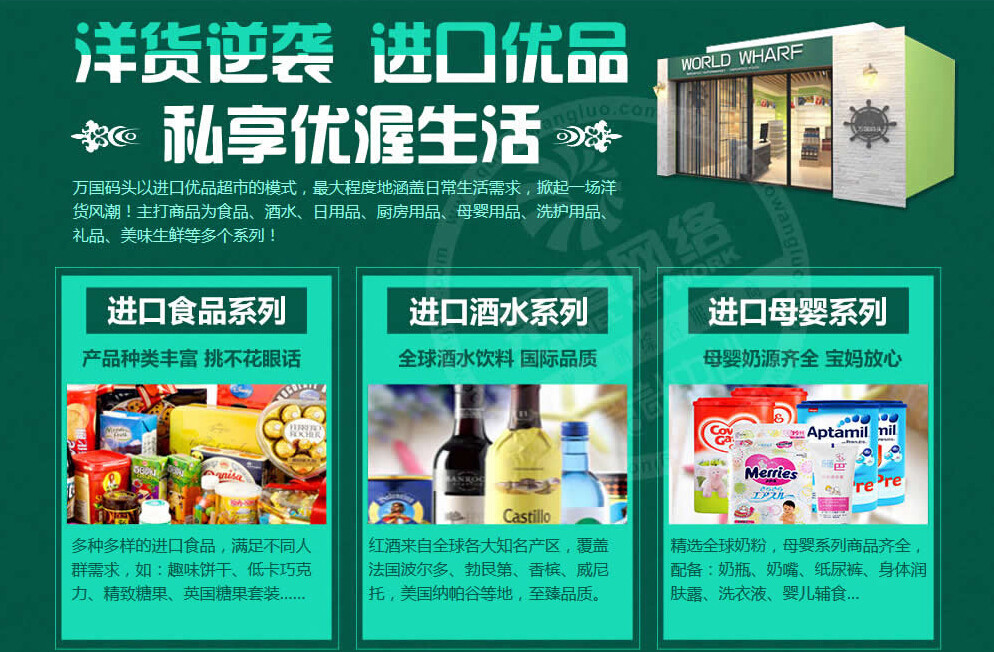 洋货逆袭 进口优品
私享优渥生活
万国码头以进口优品超市的模式，最大程度地涵盖日常生活需求，掀起一场洋
货风潮！主打商品为食品、酒水、日用品、厨房用品、母婴用品、洗护用品、
礼品、美味生鲜等多个系列！
WORLD WHARF
进口食品系列
产品种类丰富 挑不花眼话
FERRERO
ROCHER
多种多样的进口食品，满足不同人
群需求，如：趣味饼干、低卡巧克
力、精致糖果、英国糖果套装......
进口酒水系列
全球酒水饮料 国际品质
Castillo
红酒来自全球各大知名产区，覆盖
法国波尔多、勃艮第、香槟、威尼
托，美国纳帕谷等地，至臻品质。
进口母婴系列
母婴奶源齐全 宝妈放心
Aptamil
Merries
Pre
Pre
精选全球奶粉，母婴系列商品齐全，
配备：奶瓶、奶嘴、纸尿裤、身体润
肤露、洗衣液、婴儿辅食...